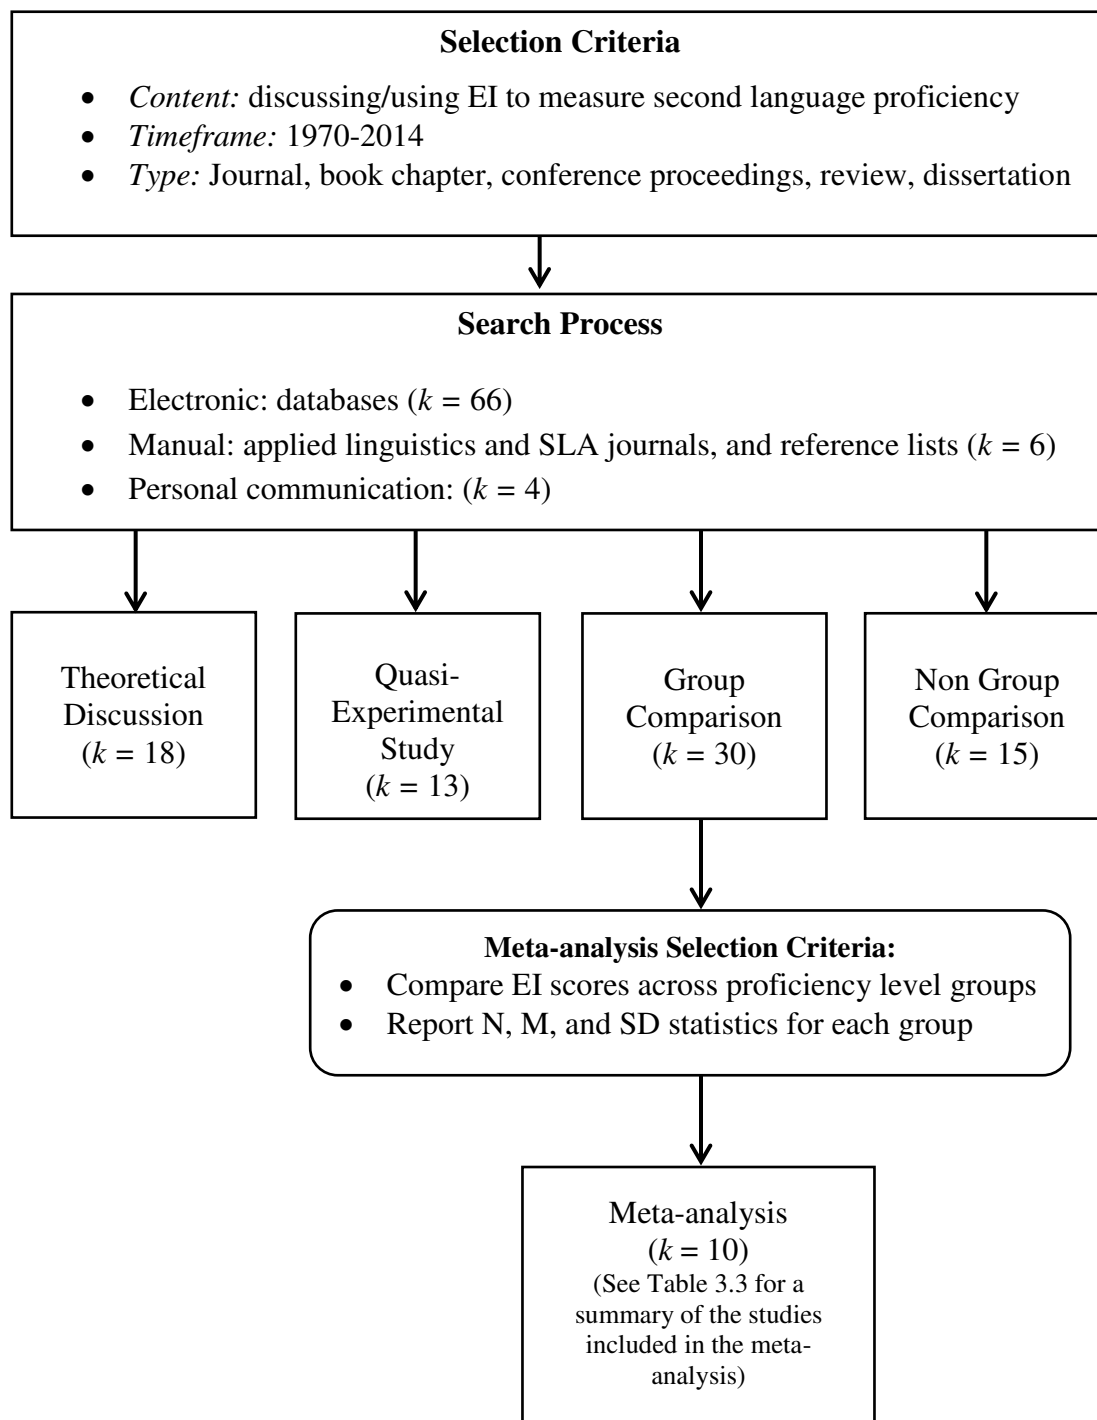 Selection Criteria
• Content: discussing/using EI to measure second language proficiency
• Timeframe: 1970-2014
• Type: Journal, book chapter, conference proceedings, review, dissertation
Search Process
• Electronic: databases (k = 66)
• Manual: applied linguistics and SLA journals, and reference lists (k = 6)
• Personal communication: (k = 4)
Theoretical
Discussion
(k = 18)
Quasi-
Experimental
Study
(k = 13)
Group
Comparison
(k = 30)
Non Group
Comparison
(k = 15)
Meta-analysis Selection Criteria:
• Compare EI scores across proficiency level groups
• Report N, M, and SD statistics for each group
Meta-analysis
(k = 10)
(See Table 3.3 for a
summary of the studies
included in the meta-
analysis)